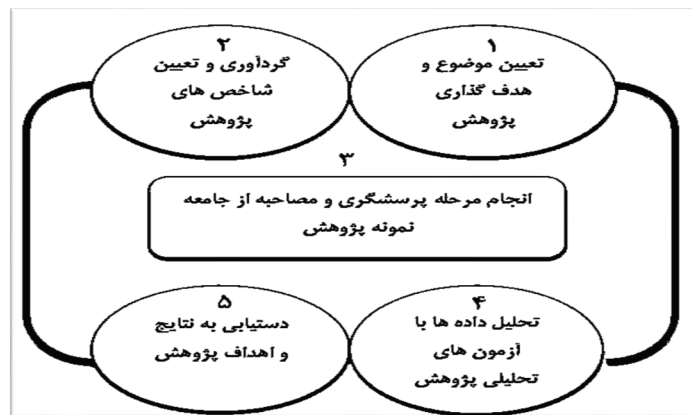 ۱
تعیین موضوع و
هدف گذاری
پژوهش
۲
گردآوری و تعیین
شاخص های
پژوهش
۳
انجام مرحله پرسشگری و مصاحبه از جامعه
نمونه پژوهش
۴
تحلیل داده ها با
آزمون های
تحلیلی پژوهش
۵
دستیابی به نتایج
و اهداف پژوهش